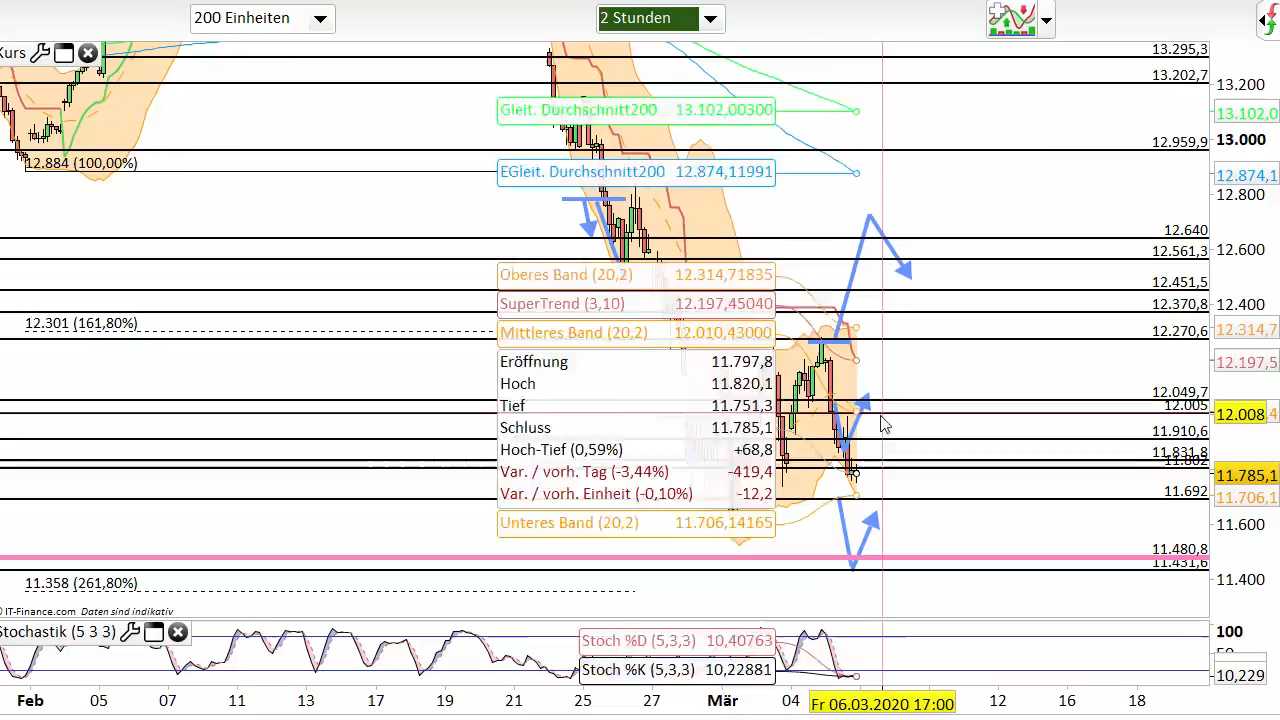 200 Einheiten
2 Stunden
Kurs
13.295,3
13.202,7
13.200
Gleit. Durchschnitt200 13.102,00300
13.102,0
12.959,9
13.000
12.884 (100,00%)
EGleit. Durchschnitt200 12.874,11991
12.874,1
12.800
12.640
12.561,3
12.600
Oberes Band (20,2) 12.314,71835
12.451,5
SuperTrend (3,10) 12.197,45040
12.370,8
12.400
12.301 (161,80%)
Mittleres Band (20,2) 12.010,43000
12.270,6
12.314,7
Eröffnung 11.797,8
12.197,5
Hoch 11.820,1
12.049,7
Tief 11.751,3
12.005
12.008,4
Schluss 11.785,1
11.910,6
Hoch-Tief (0,59%) +68,8
11.831,8
11.802
Var. / vorh. Tag (-3,44%) -419,4
11.785,1
Var. / vorh. Einheit (-0,10%) -12,2
11.692
11.706,1
Unteres Band (20,2) 11.706,14165
11.600
11.480,8
11.431,6
11.358 (261,80%)
11.400
© IT-Finance.com Daten sind indikativ
Stochastik (5 3 3)
Stoch %D (5,3,3) 10,40763
100
50
Stoch %K (5,3,3) 10,22881
10,229
Feb 05 07 11 13 17 19 21 25 27 Mär 04 Fr 06.03.2020 17:00 12 16 18